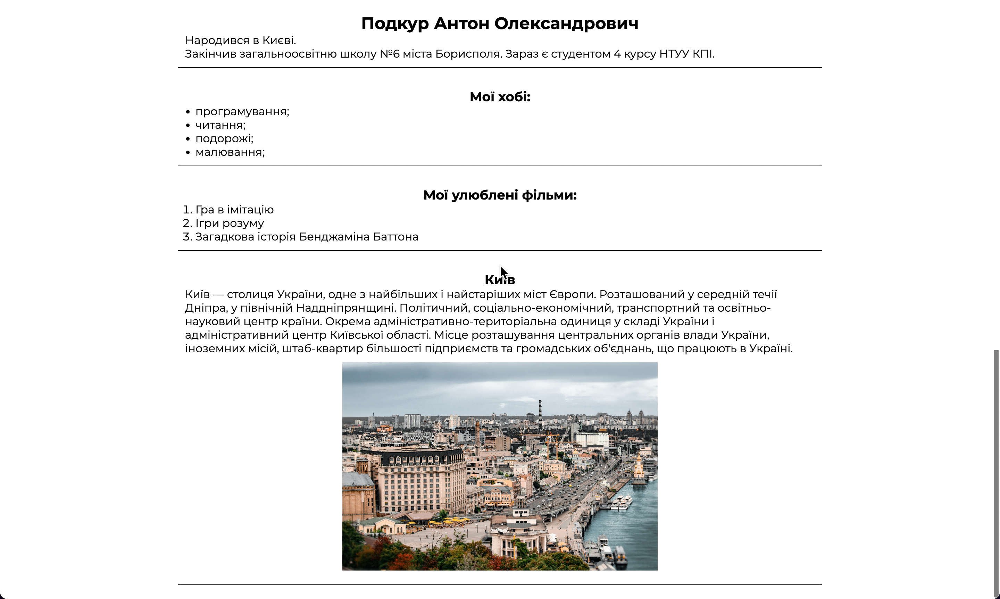 Подкур Антон Олександрович
Народився в Києві.
Закінчив загальноосвітню школу №6 міста Борисполя. Зараз є студентом 4 курсу НТУУ КПІ.
Мої хобі:
• програмування;
• читання;
• подорожі;
• малювання;
Мої улюблені фільми:
1. Гра в імітацію
2. Ігри розуму
3. Загадкова історія Бенджаміна Баттона
Київ
Київ — столиця України, одне з найбільших і найстаріших міст Європи. Розташований у середній течії
Дніпра, у північній Наддніпрянщині. Політичний, соціально-економічний, транспортний та освітньо-
науковий центр країни. Окрема адміністративно-територіальна одиниця у складі України і
адміністративний центр Київської області. Місце розташування центральних органів влади України,
іноземних місій, штаб-квартир більшості підприємств та громадських об'єднань, що працюють в Україні.